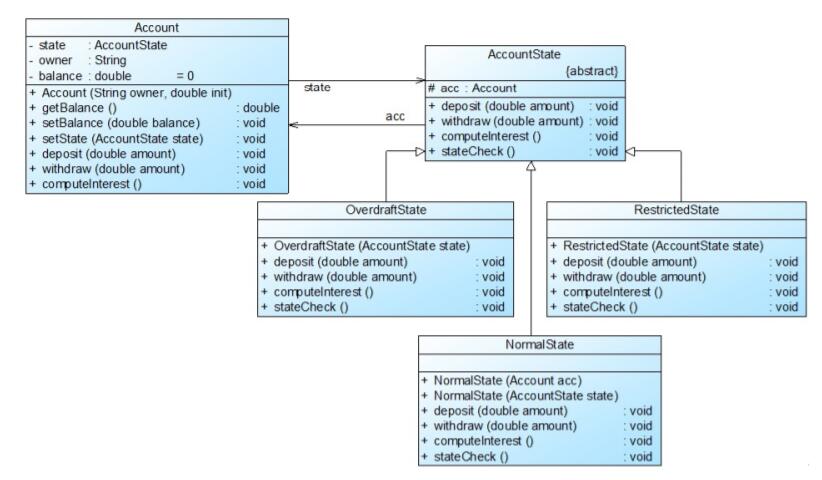 Account
- state : AccountState
- owner : String
- balance : double = 0
+ Account (String owner, double init)
+ getBalance () : double
+ setBalance (double balance) : void
+ setState (AccountState state) : void
+ deposit (double amount) : void
+ withdraw (double amount) : void
+ computeInterest () : void
state
acc
AccountState
{abstract}
# acc : Account
+ deposit (double amount) : void
+ withdraw (double amount) : void
+ computeInterest () : void
+ stateCheck () : void
OverdraftState
+ OverdraftState (AccountState state)
+ deposit (double amount) : void
+ withdraw (double amount) : void
+ computeInterest () : void
+ stateCheck () : void
RestrictedState
+ RestrictedState (AccountState state)
+ deposit (double amount) : void
+ withdraw (double amount) : void
+ computeInterest () : void
+ stateCheck () : void
NormalState
+ NormalState (Account acc)
+ NormalState (AccountState state)
+ deposit (double amount) : void
+ withdraw (double amount) : void
+ computeInterest () : void
+ stateCheck () : void